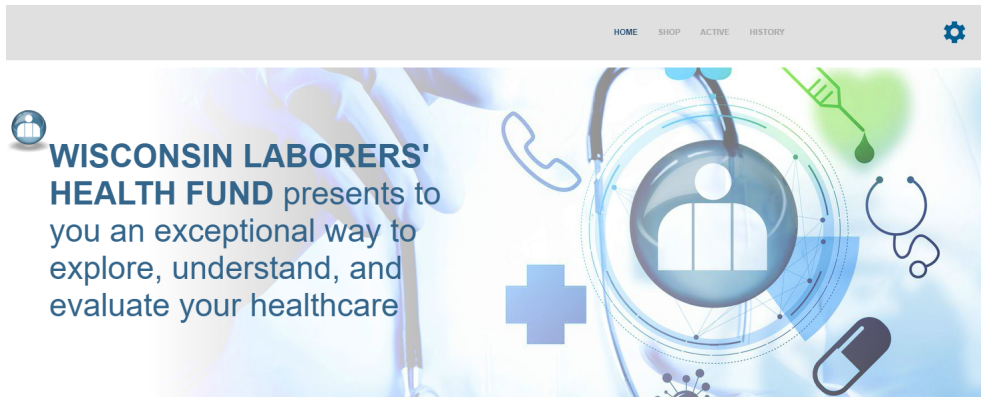 HOME SHOP ACTIVE HISTORY
WISCONSIN LABORERS'
HEALTH FUND presents to
you an exceptional way to
explore, understand, and
evaluate your healthcare